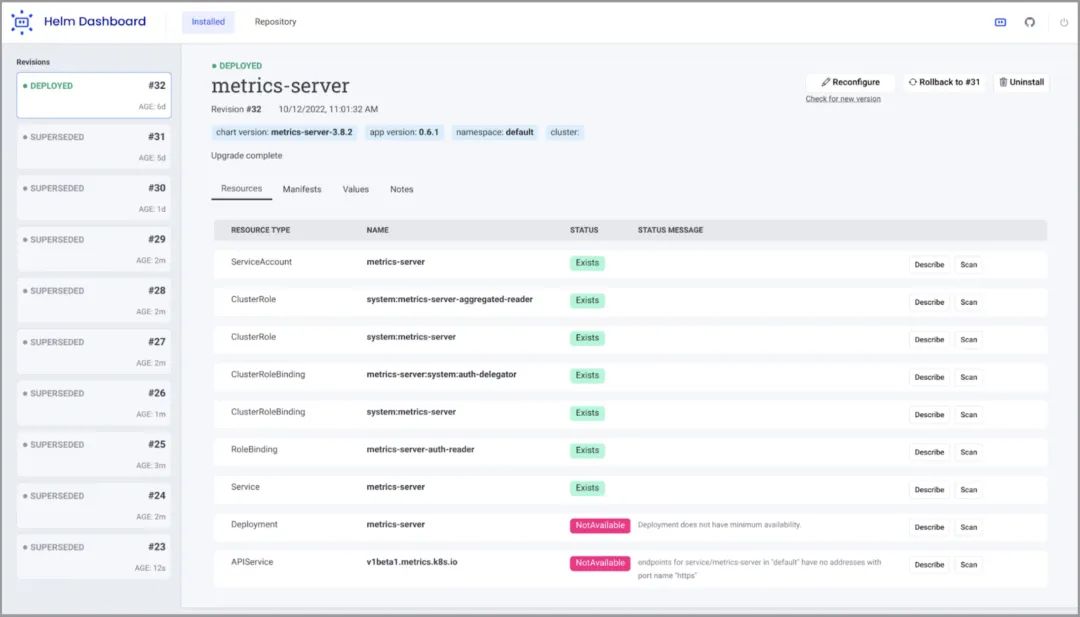 Helm Dashboard Installed Repository
Revisions
DEPLOYED #32
AGE: 6d
SUPERSEDED #31
AGE: 5d
SUPERSEDED #30
AGE: 1d
SUPERSEDED #29
AGE: 2m
SUPERSEDED #28
AGE: 2m
SUPERSEDED #27
AGE: 2m
SUPERSEDED #26
AGE: 1m
SUPERSEDED #25
AGE: 3m
SUPERSEDED #24
AGE: 2m
SUPERSEDED #23
AGE: 12s
DEPLOYED
metrics-server
Revision #32 10/12/2022, 11:01:32 AM
Reconfigure Rollback to #31 Uninstall
Check for new version
chart version: metrics-server-3.8.2 app version: 0.6.1 namespace: default cluster:
Upgrade complete
Resources Manifests Values Notes
RESOURCE TYPE NAME STATUS STATUS MESSAGE
ServiceAccount metrics-server Exists Describe Scan
ClusterRole system:metrics-server-aggregated-reader Exists Describe Scan
ClusterRole system:metrics-server Exists Describe Scan
ClusterRoleBinding metrics-server:system:auth-delegator Exists Describe Scan
ClusterRoleBinding system:metrics-server Exists Describe Scan
RoleBinding metrics-server-auth-reader Exists Describe Scan
Service metrics-server Exists Describe Scan
Deployment metrics-server NotAvailable Deployment does not have minimum availability. Describe Scan
APIService v1beta1.metrics.k8s.io NotAvailable endpoints for service/metrics-server in "default" have no addresses with Describe Scan
port name "https"